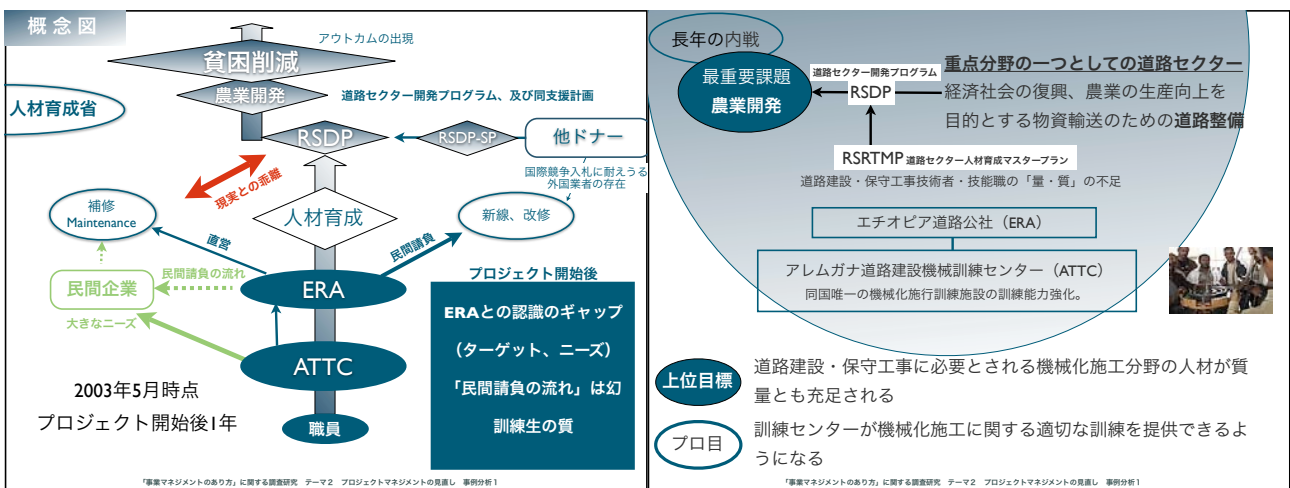 概念図
アウトカムの出現
貧困削減
農業開発
人材育成省
道路セクター開発プログラム、及び同支援計画
RSDP
RSDP-SP
他ドナー
国際競争入札に耐えうる
外国業者の存在
現実との乖離
補修
Maintenance
人材育成
新線、改修
直営
民間請負
民間請負の流れ
民間企業
ERA
大きなニーズ
ATTC
2003年5月時点
プロジェクト開始後1年
職員
プロジェクト開始後
ERAとの認識のギャップ
（ターゲット、ニーズ）
「民間請負の流れ」は幻
訓練生の質
「事業マネジメントのあり方」に関する調査研究 テーマ2 プロジェクトマネジメントの見直し 事例分析1
長年の内戦
最重要課題
農業開発
道路セクター開発プログラム
RSDP
重点分野の一つとしての道路セクター
経済社会の復興、農業の生産向上を
目的とする物資輸送のための道路整備
RSRTMP 道路セクター人材育成マスタープラン
道路建設・保守工事技術者・技能職の「量・質」の不足
エチオピア道路公社（ERA）
アレムガナ道路建設機械訓練センター（ATTC）
同国唯一の機械化施行訓練施設の訓練能力強化。
上位目標
道路建設・保守工事に必要とされる機械化施工分野の人材が質
量とも充足される
プロ目
訓練センターが機械化施工に関する適切な訓練を提供できるよ
うになる
「事業マネジメントのあり方」に関する調査研究 テーマ2 プロジェクトマネジメントの見直し 事例分析1